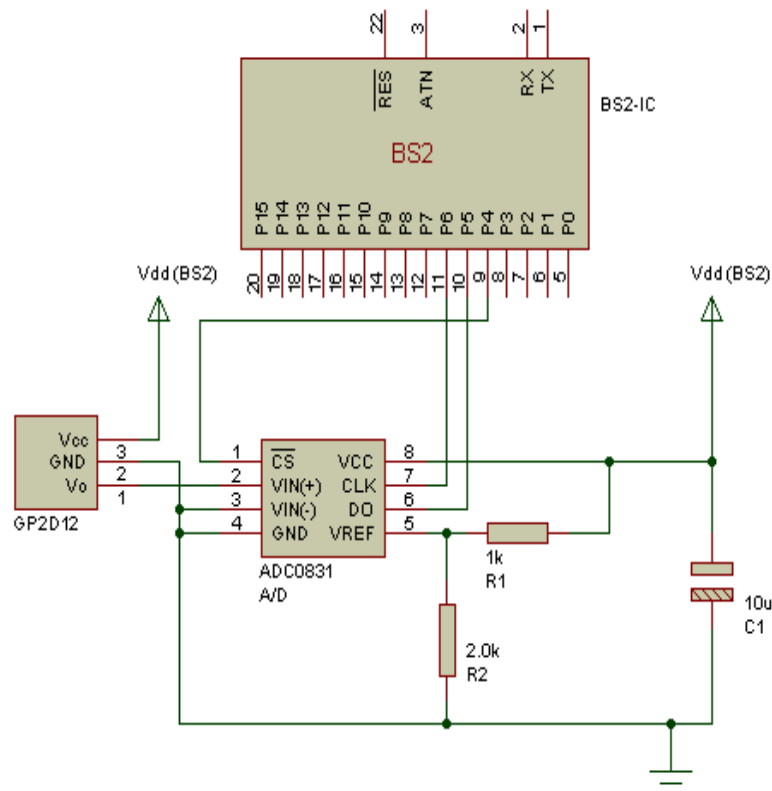 22
3
2
1
RES
ATN
RX
TX
BS2-IC
BS2
P15 P14 P13 P12 P11 P10 P9 P8 P7 P6 P5 P4 P3 P2 P1 P0
20 19 18 17 16 15 14 13 12 11 10 9 8 7 6 5
Vdd(BS2)
Vdd(BS2)
Vcc
GND
Vo
3
2
1
GP2D12
1
2
3
4
CS VCC
VIN(+) CLK
VIN(-) DO
GND VREF
8
7
6
5
ADC0831
A/D
1k
R1
2.0k
R2
10u
C1